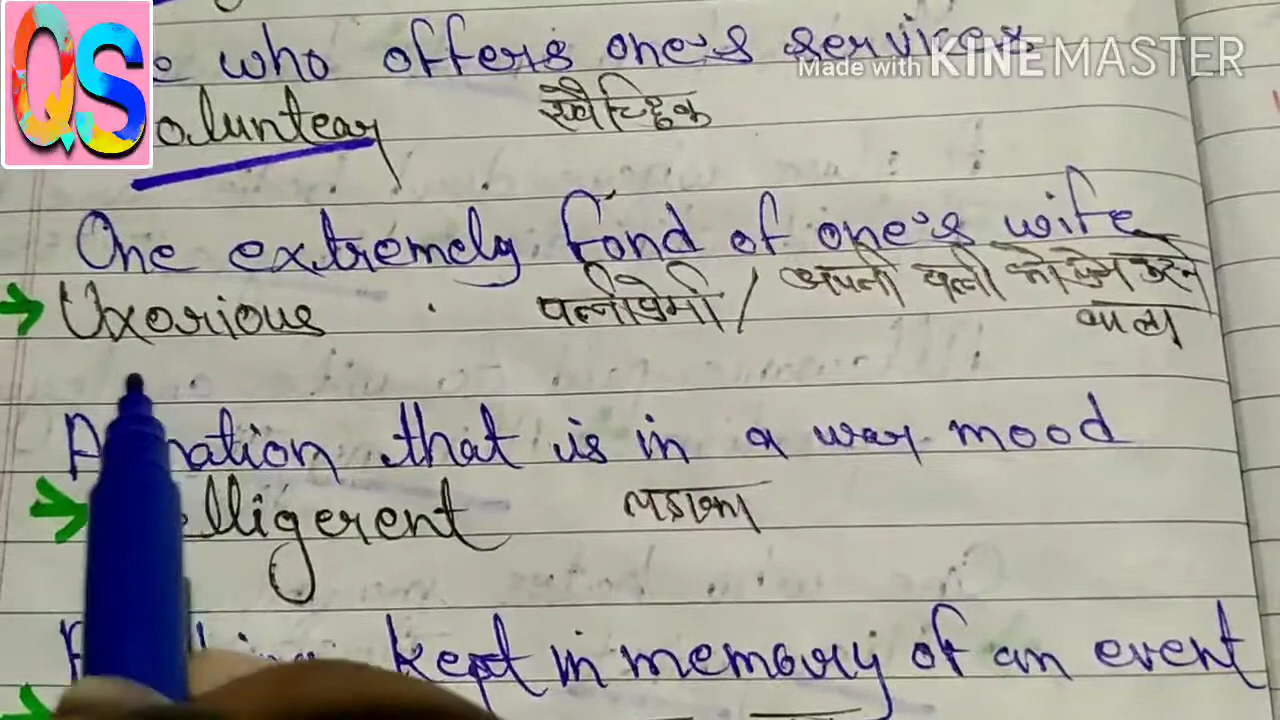 QS
Made with KINEMASTER
who offers one's services
oluntear स्वैच्छिक
One extremely fond of one's wife
Uxorious पत्नीप्रेमी / अपनी पत्नी को प्रेम करने
वाला
nation that is in a war mood
lligerent लडाका
kept in memory of an event